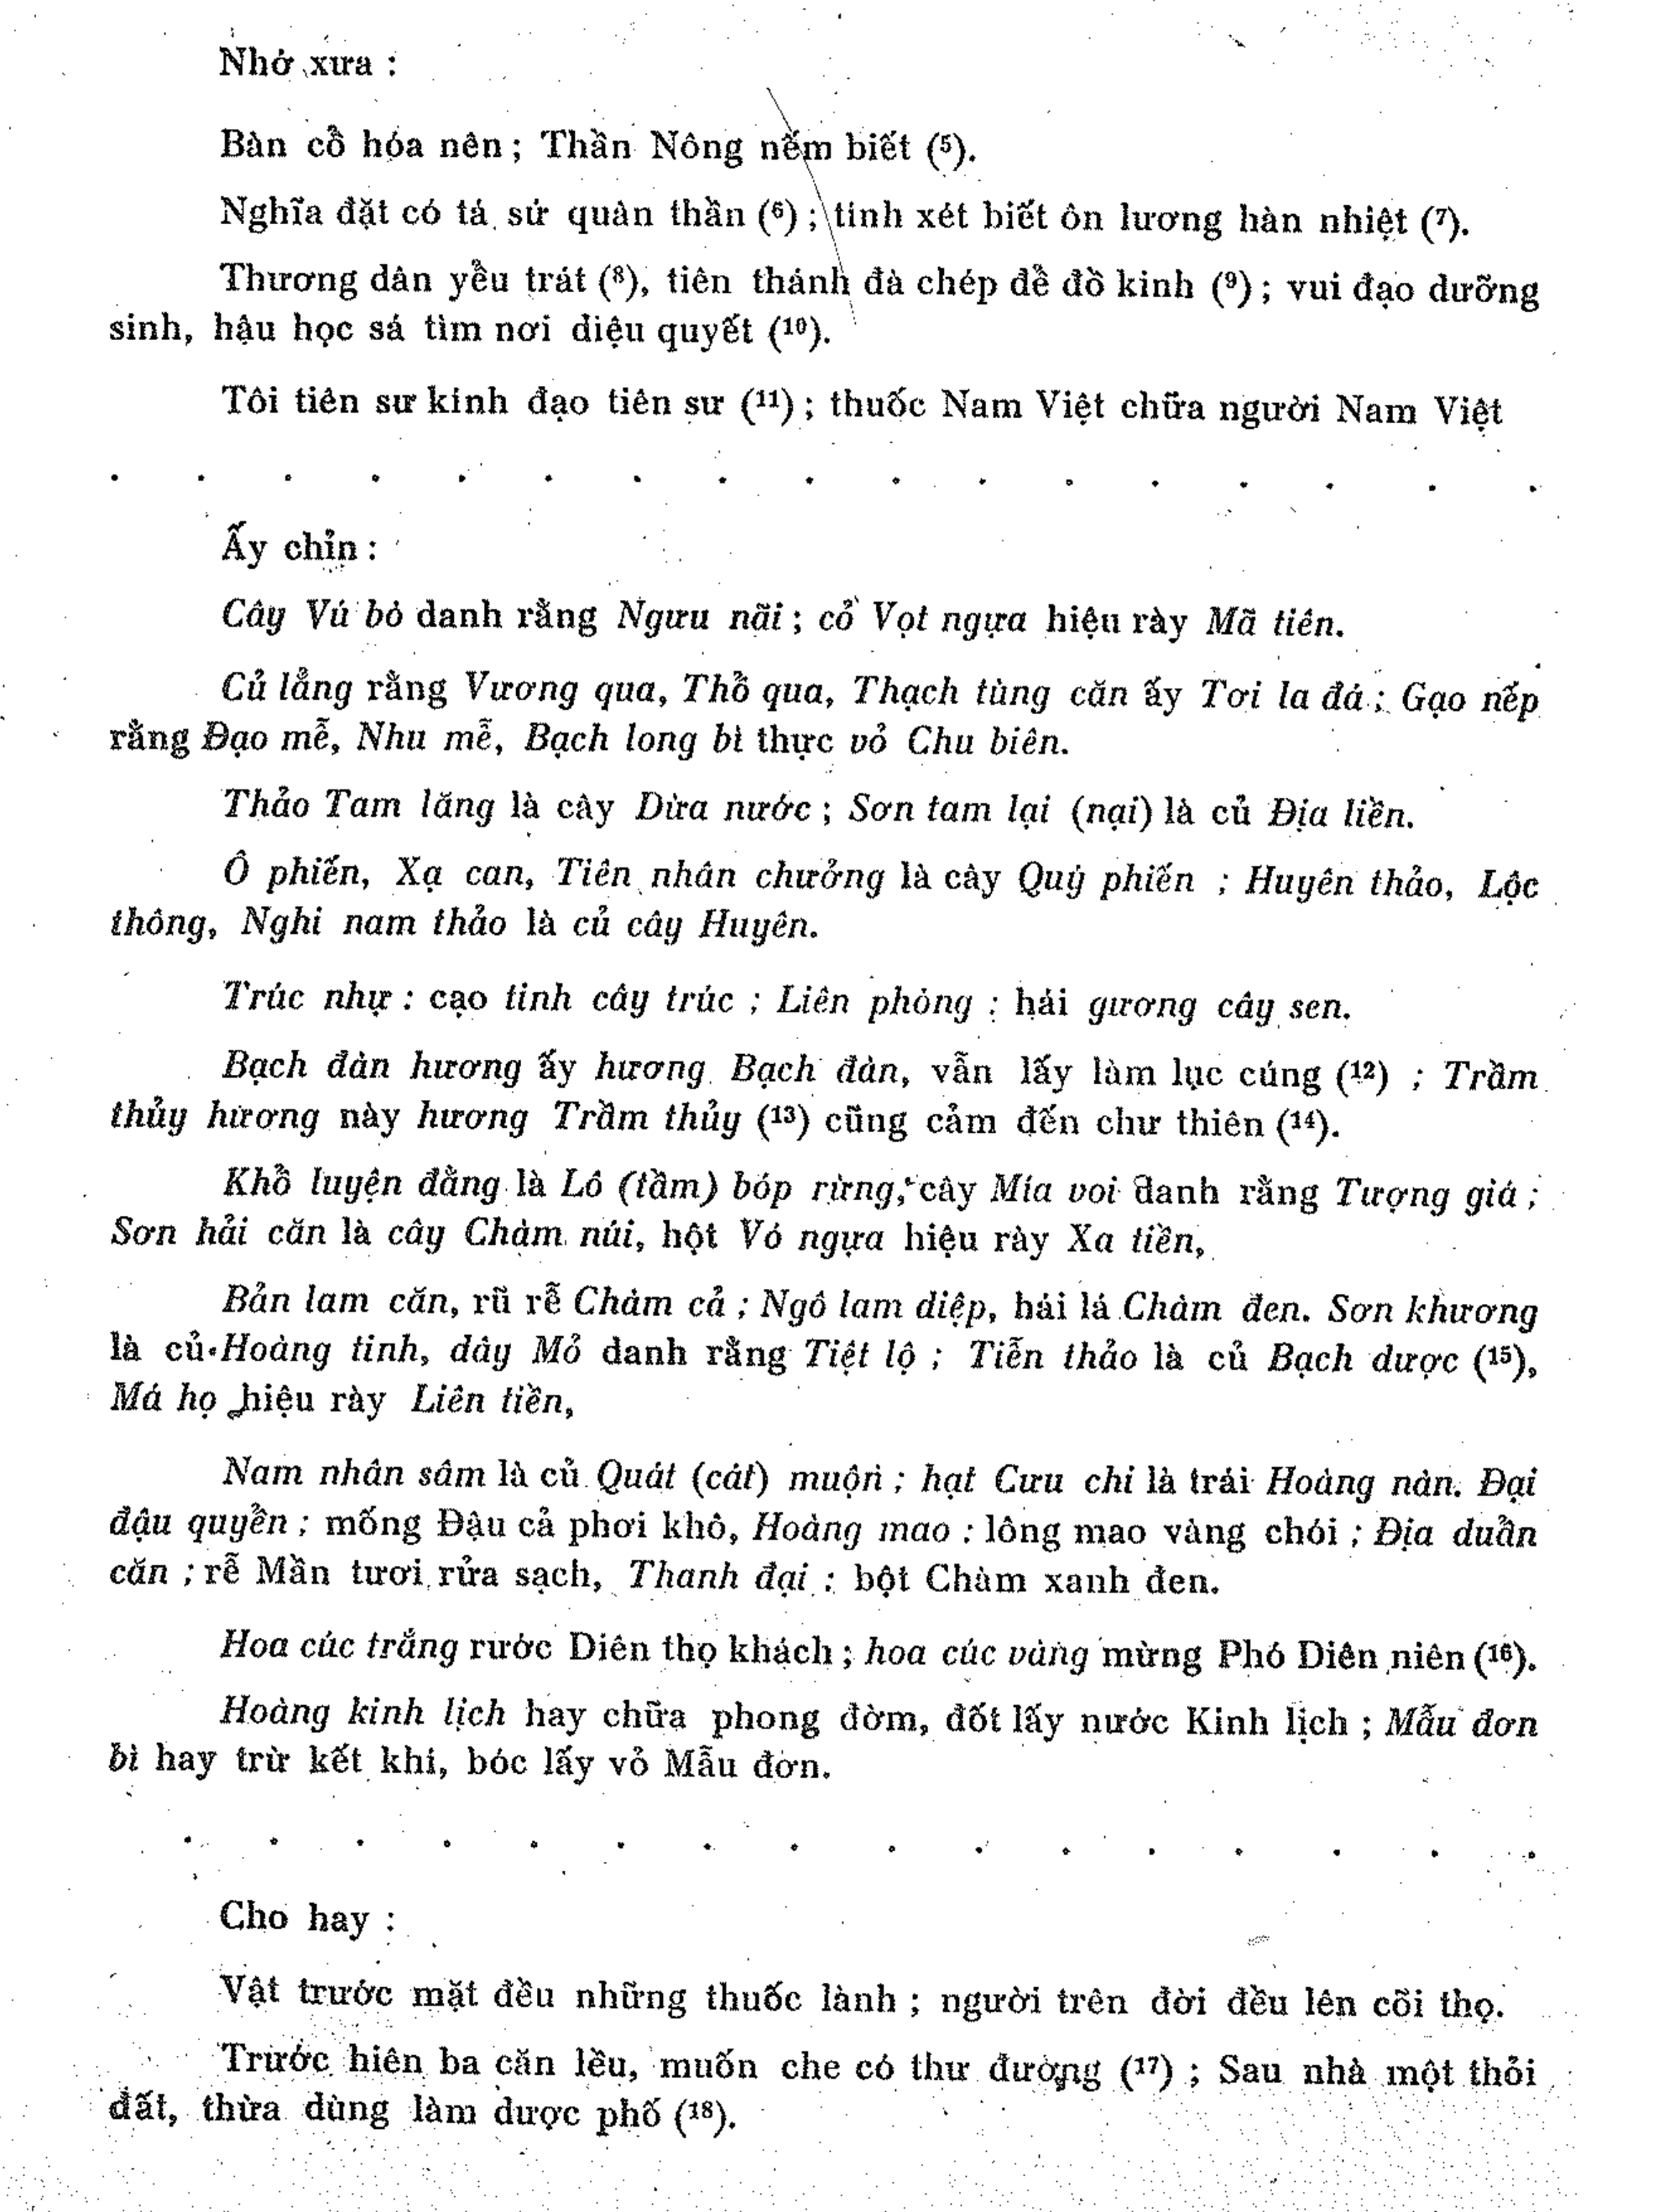 Nhớ xưa :
Bàn cổ hóa nên ; Thần Nông nếm biết (⁵).
Nghĩa đặt có tá sứ quàn thần (⁶) ; tính xét biết ôn lương hàn nhiệt (⁷).
Thương dân yểu trát (⁸), tiên thánh đà chép đề đồ kinh (⁹) ; vui đạo dưỡng
sinh, hậu học sá tìm nơi diệu quyết (¹⁰).
Tôi tiên sư kính đạo tiên sư (¹¹) ; thuốc Nam Việt chữa người Nam Việt
. . . . . . . . . . . . . . . . .
Ấy chỉn :
Cây Vú bò danh rằng Ngưu nãi ; cỏ Vọt ngựa hiệu rày Mã tiên.
Củ lẳng rằng Vương qua, Thổ qua, Thạch tùng căn ấy Tơi la đá ; Gạo nếp
rằng Đạo mễ, Nhu mễ, Bạch long bì thực vỏ Chu biên.
Thảo Tam lăng là cây Dừa nước ; Sơn tam lại (nại) là củ Địa liền.
Ô phiến, Xạ can, Tiên nhân chưởng là cây Quỷ phiến ; Huyên thảo, Lộc
thông, Nghi nam thảo là củ cây Huyên.
Trúc nhự : cạo tinh cây trúc ; Liên phòng : hái gương cây sen.
Bạch đàn hương ấy hương Bạch đàn, vẫn lấy làm lục cúng (¹²) ; Trầm
thủy hương này hương Trầm thủy (¹³) cũng cảm đến chư thiên (¹⁴).
Khổ luyện đằng là Lô (tầm) bóp rừng, cây Mía voi danh rằng Tượng giá ;
Sơn hải căn là cây Chàm núi, hột Vó ngựa hiệu rày Xa tiền,
Bản lam căn, rũ rễ Chàm cả ; Ngô lam diệp, hái lá Chàm đen. Sơn khương
là củ Hoàng tinh, dây Mỏ danh rằng Tiệt lộ ; Tiễn thảo là củ Bạch dược (¹⁵),
Má họ hiệu rày Liên tiền,
Nam nhân sâm là củ Quát (cát) muộn ; hạt Cưu chi là trái Hoàng nàn. Đại
đậu quyển ; mống Đậu cả phơi khô, Hoàng mao : lông mao vàng chói ; Địa duẩn
căn ; rễ Mần tươi rửa sạch, Thanh đại : bột Chàm xanh đen.
Hoa cúc trắng rước Diên thọ khách ; hoa cúc vàng mừng Phó Diên niên (¹⁶).
Hoàng kinh lịch hay chữa phong đờm, đốt lấy nước Kinh lịch ; Mẫu đơn
bì hay trừ kết khí, bóc lấy vỏ Mẫu đơn.
. . . . . . . . . . . . . . . .
Cho hay :
Vật trước mặt đều những thuốc lành ; người trên đời đều lên cõi thọ.
Trước hiên ba căn lều, muốn che có thư đường (¹⁷) ; Sau nhà một thỏi
đất, thừa dùng làm dược phố (¹⁸).